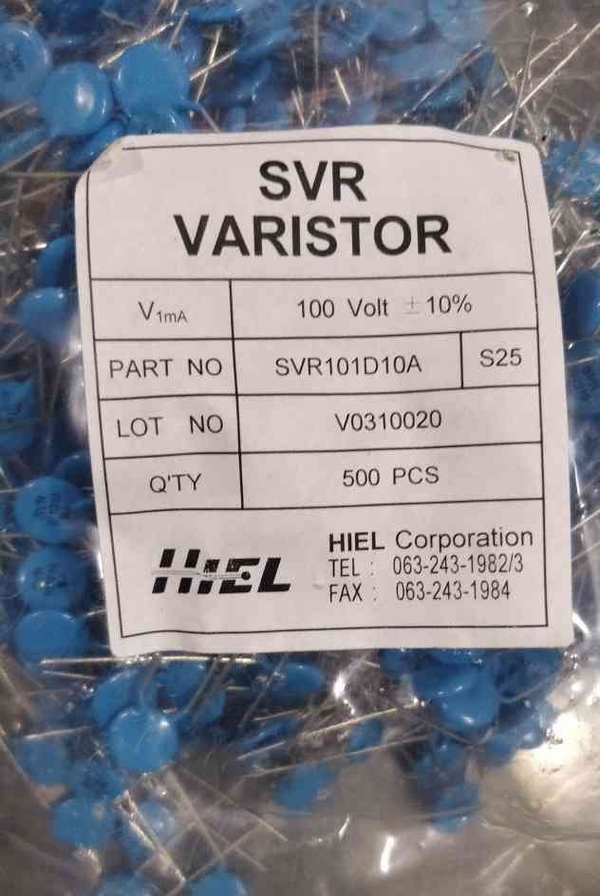 SVR
VARISTOR
V1mA 100 Volt ±10%
PART NO SVR101D10A S25
LOT NO V0310020
Q'TY 500 PCS
HIEL
HIEL Corporation
TEL : 063-243-1982/3
FAX : 063-243-1984